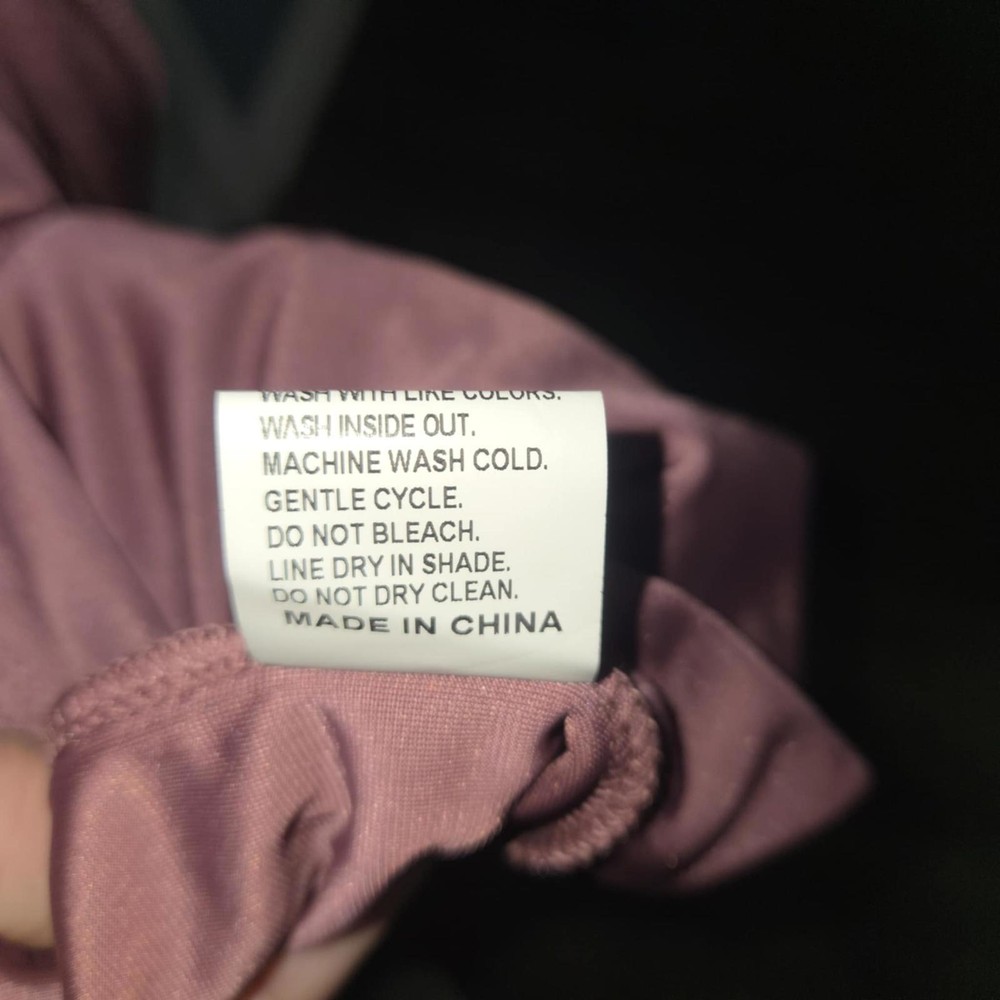 WASH WITH LIKE COLORS.
WASH INSIDE OUT.
MACHINE WASH COLD.
GENTLE CYCLE.
DO NOT BLEACH.
LINE DRY IN SHADE.
DO NOT DRY CLEAN.
MADE IN CHINA